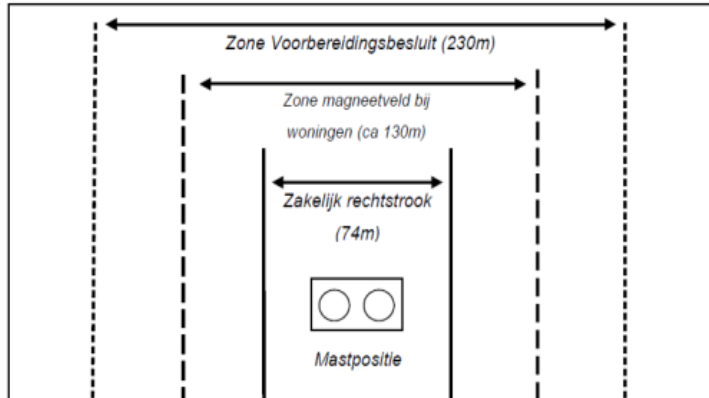 Zone Voorbereidingsbesluit (230m)
Zone magneetveld bij
woningen (ca 130m)
Zakelijk rechtstrook
(74m)
Mastpositie